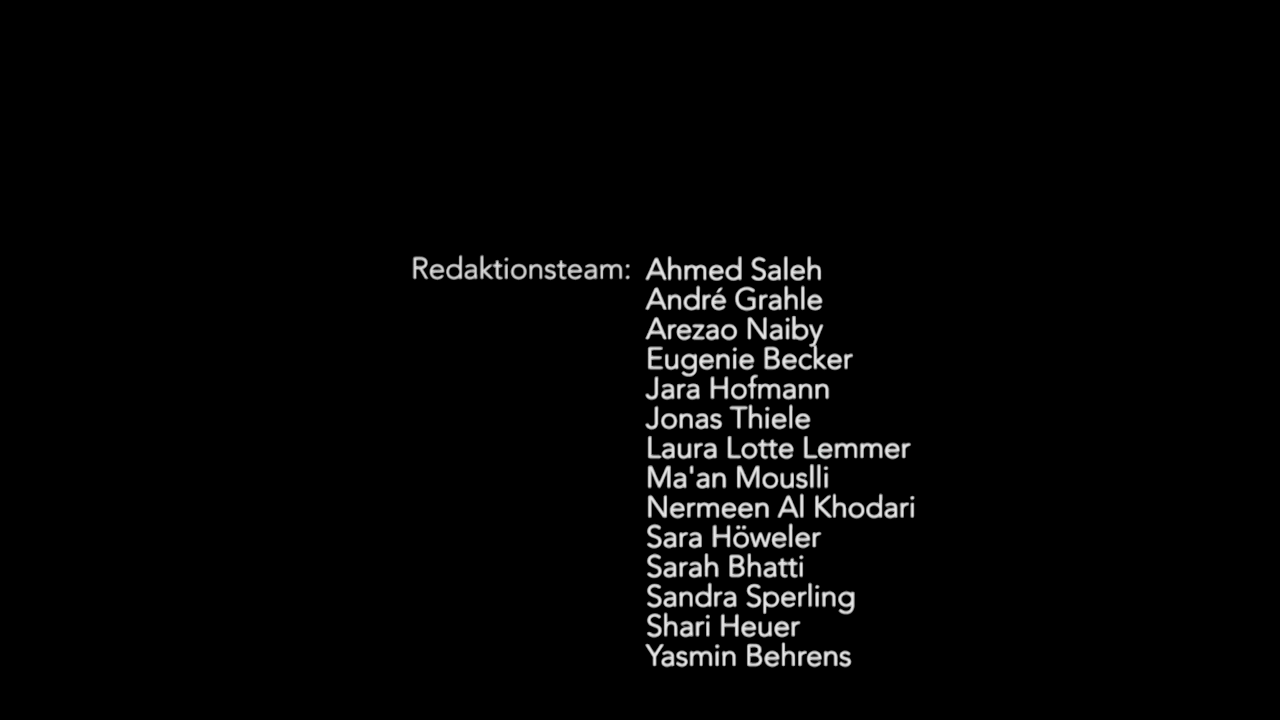 Redaktionsteam: Ahmed Saleh
André Grahle
Arezao Naiby
Eugenie Becker
Jara Hofmann
Jonas Thiele
Laura Lotte Lemmer
Ma'an Mouslli
Nermeen Al Khodari
Sara Höweler
Sarah Bhatti
Sandra Sperling
Shari Heuer
Yasmin Behrens